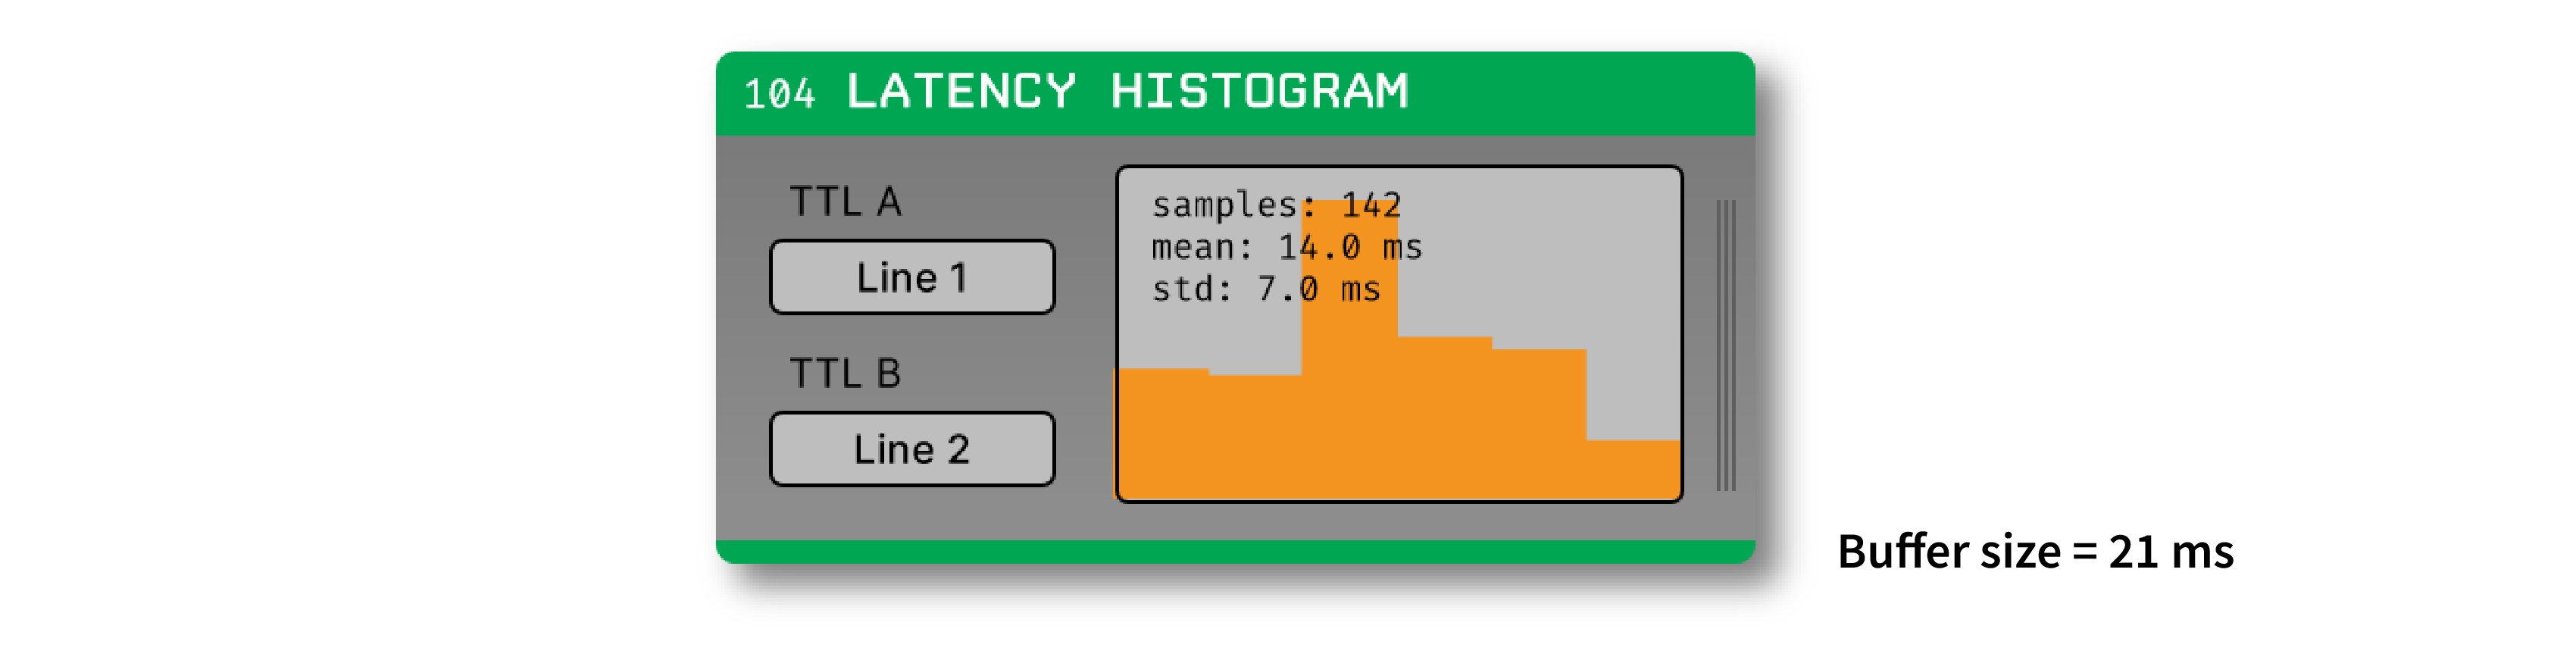 104 LATENCY HISTOGRAM
TTL A
Line 1
TTL B
Line 2
samples: 142
mean: 14.0 ms
std: 7.0 ms
Buffer size = 21 ms